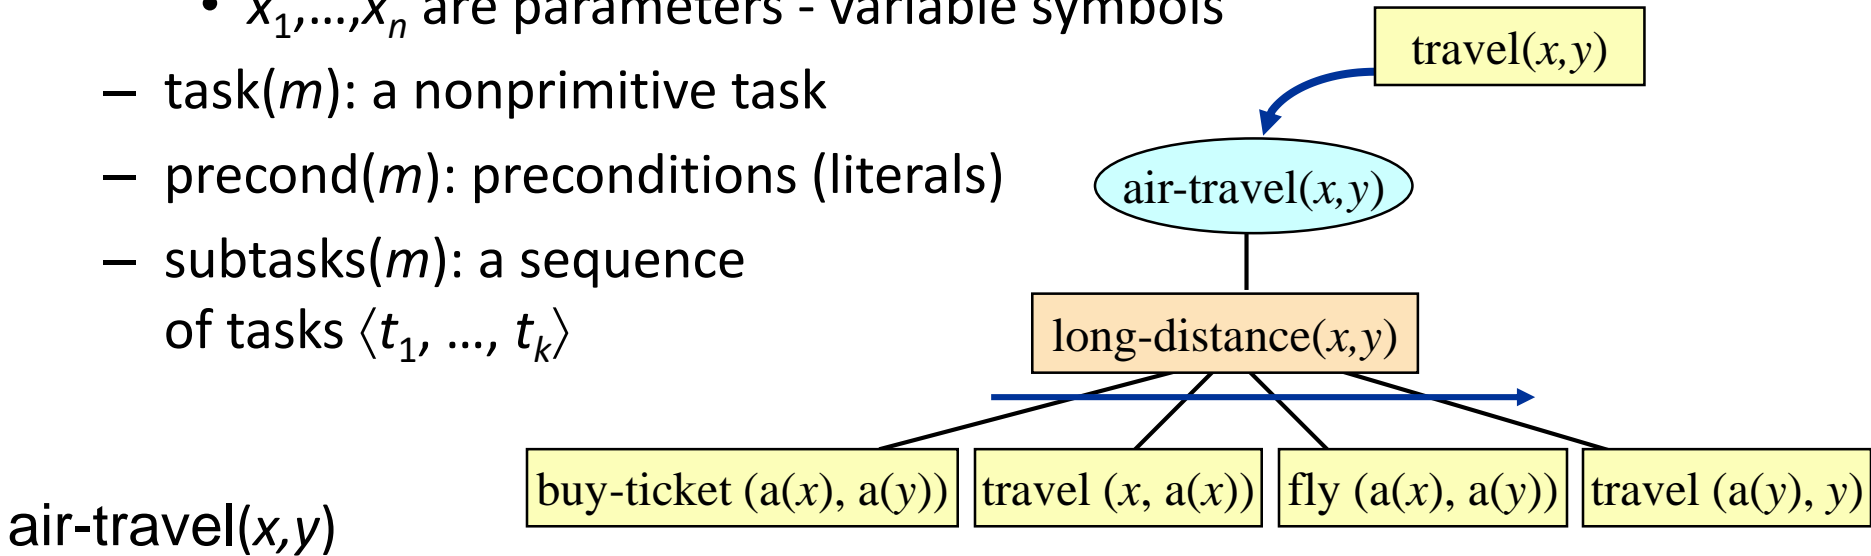 • x₁,…,xₙ are parameters - variable symbols
– task(m): a nonprimitive task
– precond(m): preconditions (literals)
– subtasks(m): a sequence
of tasks ⟨t₁, …, tₖ⟩
travel(x,y)
air-travel(x,y)
long-distance(x,y)
buy-ticket (a(x), a(y))
travel (x, a(x))
fly (a(x), a(y))
travel (a(y), y)
air-travel(x,y)